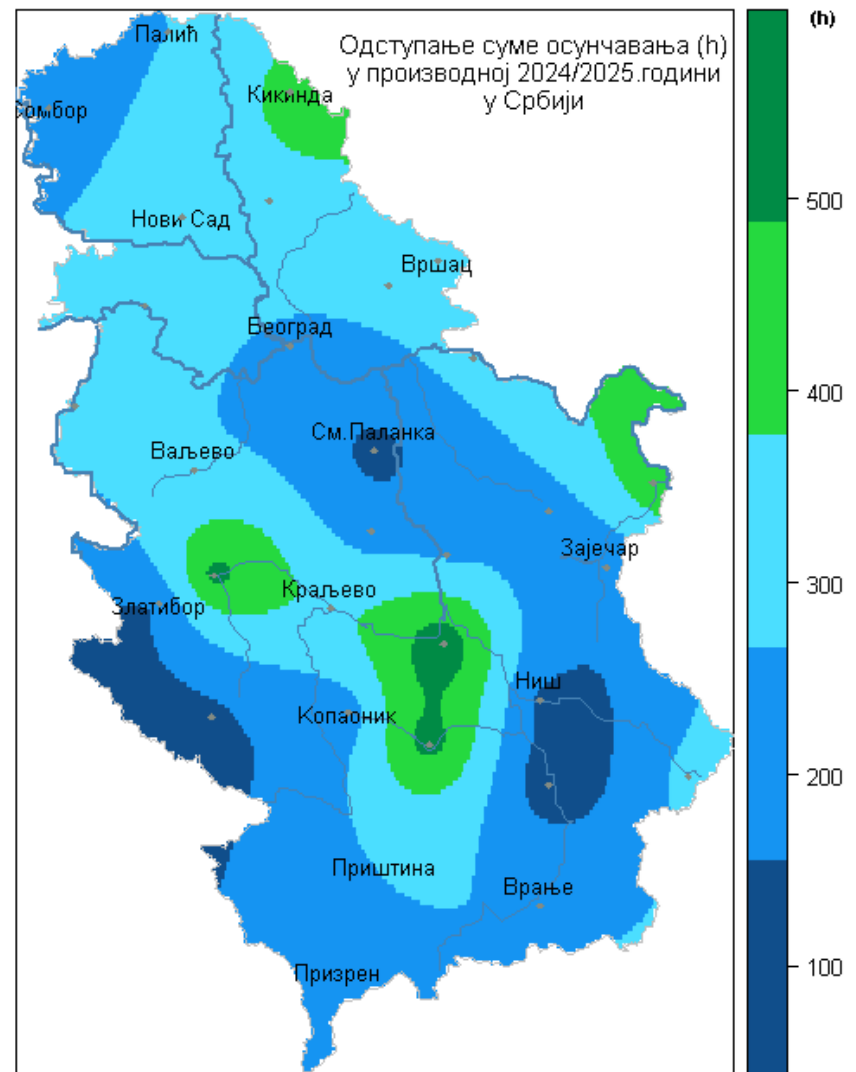 (h)
Одступање суме осунчавања (h)
у производној 2024/2025.години
у Србији
Палић
Кикинда
Сомбор
Нови Сад
500
Вршац
Београд
400
См.Паланка
Ваљево
Зајечар
300
Краљево
Златибор
Ниш
Копаоник
200
Приштина
Врање
100
Призрен